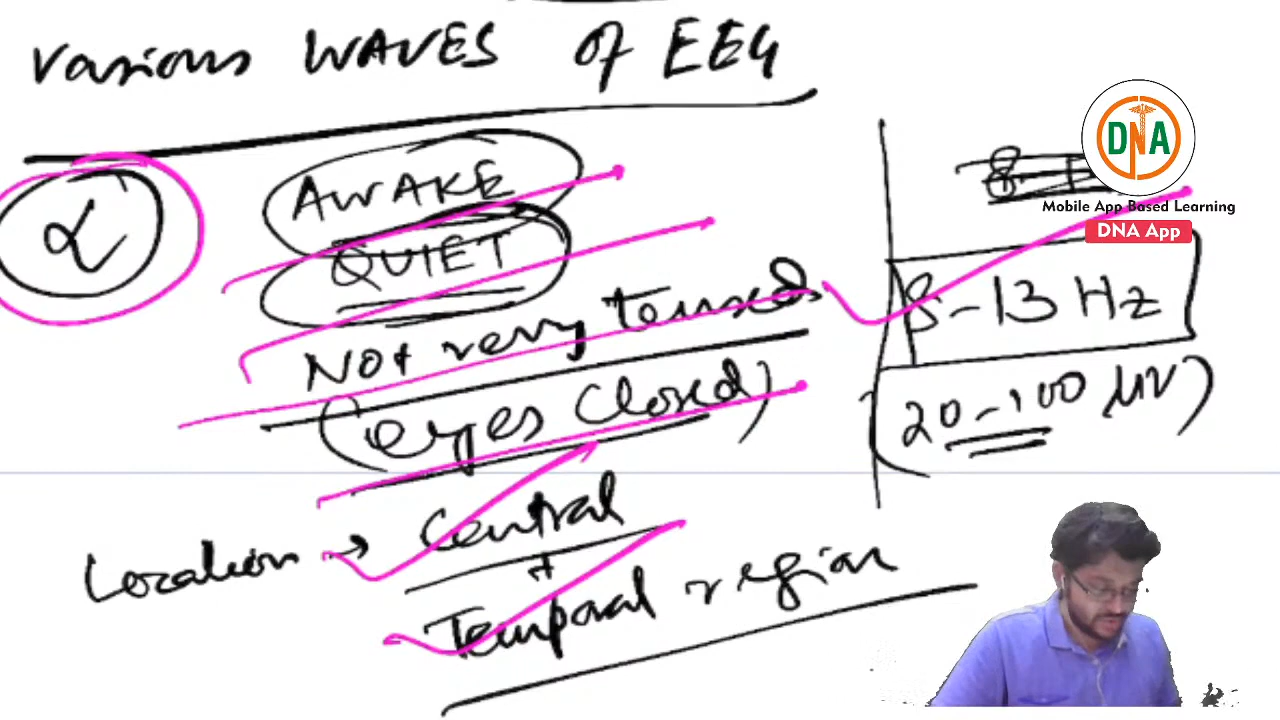 Various WAVES of EEG
α
AWAKE
QUIET
Not very tensed
(eyes closed)
Location → Central
+
Temporal region
8-13 Hz
(20-100 μV)
DNA
Mobile App Based Learning
DNA App